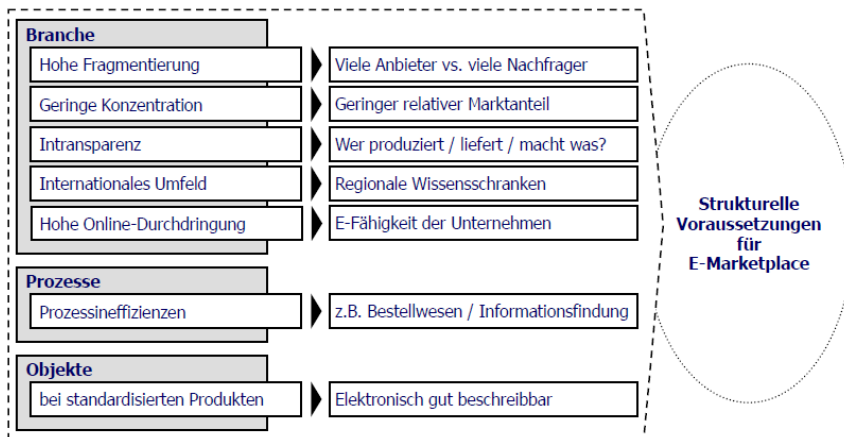 Branche
Hohe Fragmentierung
Viele Anbieter vs. viele Nachfrager
Geringe Konzentration
Geringer relativer Marktanteil
Intransparenz
Wer produziert / liefert / macht was?
Internationales Umfeld
Regionale Wissensschranken
Hohe Online-Durchdringung
E-Fähigkeit der Unternehmen
Prozesse
Prozessineffizienzen
z.B. Bestellwesen / Informationsfindung
Objekte
bei standardisierten Produkten
Elektronisch gut beschreibbar
Strukturelle
Voraussetzungen
für
E-Marketplace